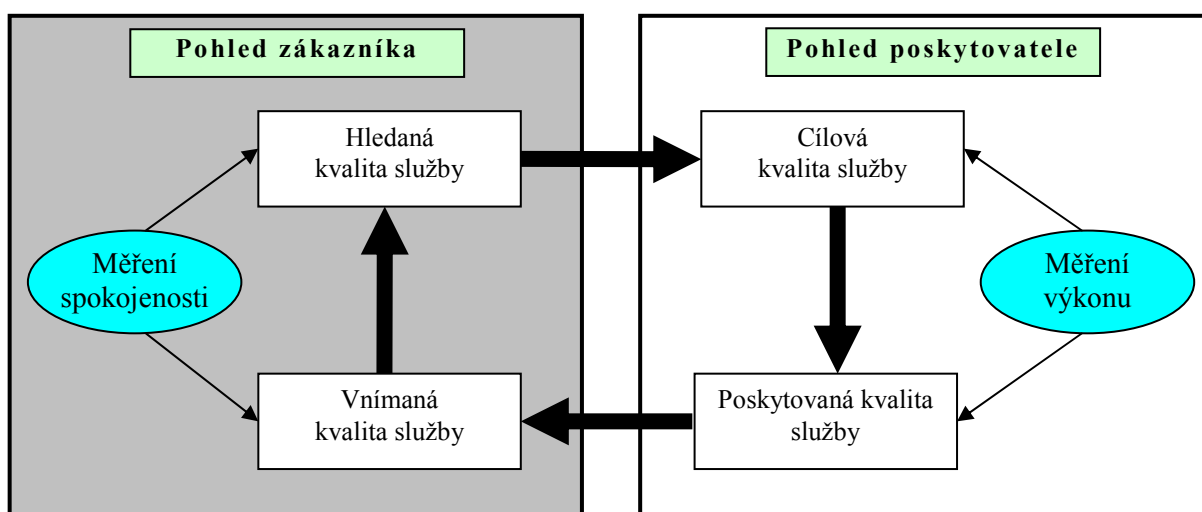 Pohled zákazníka
Pohled poskytovatele
Hledaná
kvalita služby
Cílová
kvalita služby
Měření
spokojenosti
Měření
výkonu
Vnímaná
kvalita služby
Poskytovaná kvalita
služby